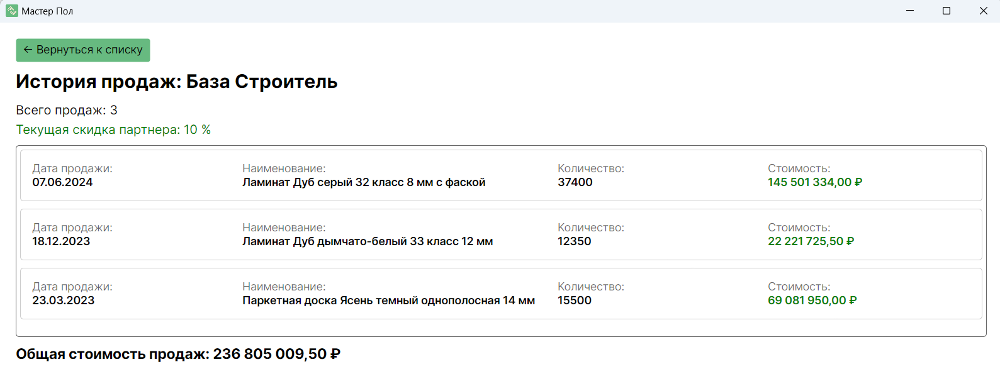 Мастер Пол
← Вернуться к списку
История продаж: База Строитель
Всего продаж: 3
Текущая скидка партнера: 10 %
Дата продажи: Наименование: Количество: Стоимость:
07.06.2024 Ламинат Дуб серый 32 класс 8 мм с фаской 37400 145 501 334,00 ₽
Дата продажи: Наименование: Количество: Стоимость:
18.12.2023 Ламинат Дуб дымчато-белый 33 класс 12 мм 12350 22 221 725,50 ₽
Дата продажи: Наименование: Количество: Стоимость:
23.03.2023 Паркетная доска Ясень темный однополосная 14 мм 15500 69 081 950,00 ₽
Общая стоимость продаж: 236 805 009,50 ₽